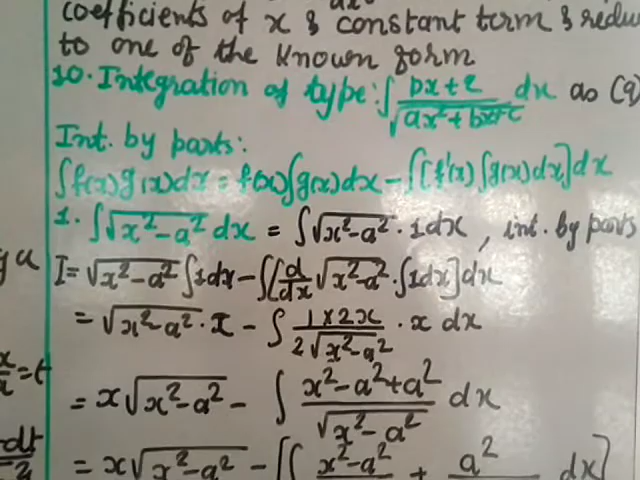 coefficients of x & constant term & redu
to one of the known form
10. Integration of type: ∫ px+q/√ax²+bx+c dx as (9)
Int. by parts:
∫f(x)g(x)dx = f(x)∫g(x)dx - ∫[f'(x)∫g(x)dx]dx
1. ∫√x²-a² dx = ∫√x²-a² · 1dx, int. by parts
I = √x²-a² ∫1dx - ∫[d/dx √x²-a² · ∫1dx]dx
= √x²-a² · x - ∫ 1×2x/2√x²-a² · x dx
= x√x²-a² - ∫ x²-a²+a²/√x²-a² dx
= x√x²-a² - [∫ x²-a² + a² dx]